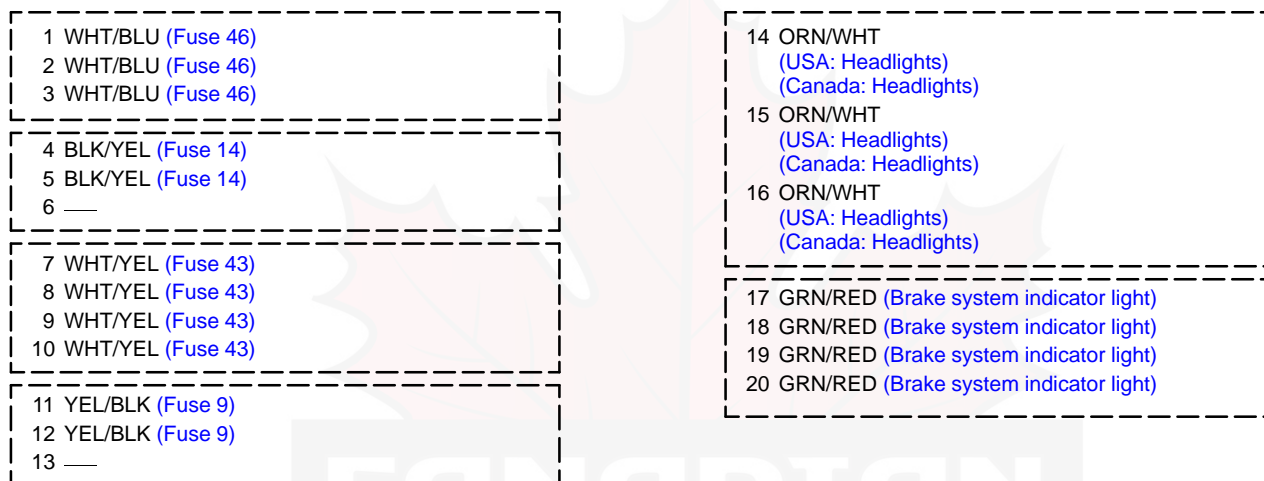 1 WHT/BLU (Fuse 46)
2 WHT/BLU (Fuse 46)
3 WHT/BLU (Fuse 46)
4 BLK/YEL (Fuse 14)
5 BLK/YEL (Fuse 14)
6 —
7 WHT/YEL (Fuse 43)
8 WHT/YEL (Fuse 43)
9 WHT/YEL (Fuse 43)
10 WHT/YEL (Fuse 43)
11 YEL/BLK (Fuse 9)
12 YEL/BLK (Fuse 9)
13 —
14 ORN/WHT
(USA: Headlights)
(Canada: Headlights)
15 ORN/WHT
(USA: Headlights)
(Canada: Headlights)
16 ORN/WHT
(USA: Headlights)
(Canada: Headlights)
17 GRN/RED (Brake system indicator light)
18 GRN/RED (Brake system indicator light)
19 GRN/RED (Brake system indicator light)
20 GRN/RED (Brake system indicator light)